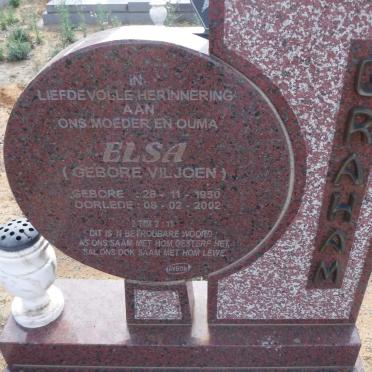 IN
LIEFDEVOLLE HERINNERING
AAN
ONS MOEDER EN OUMA
ELSA
( GEBORE VILJOEN )
GEBORE : 28 - 11 - 1950
OORLEDE : 08 - 02 - 2002
2 TIM 2 : 11
DIT IS 'N BETROUBARE WOORD
AS ONS SAAM MET HOM GESTERF HET,
SAL ONS OOK SAAM MET HOM LEWE
GRAHAM